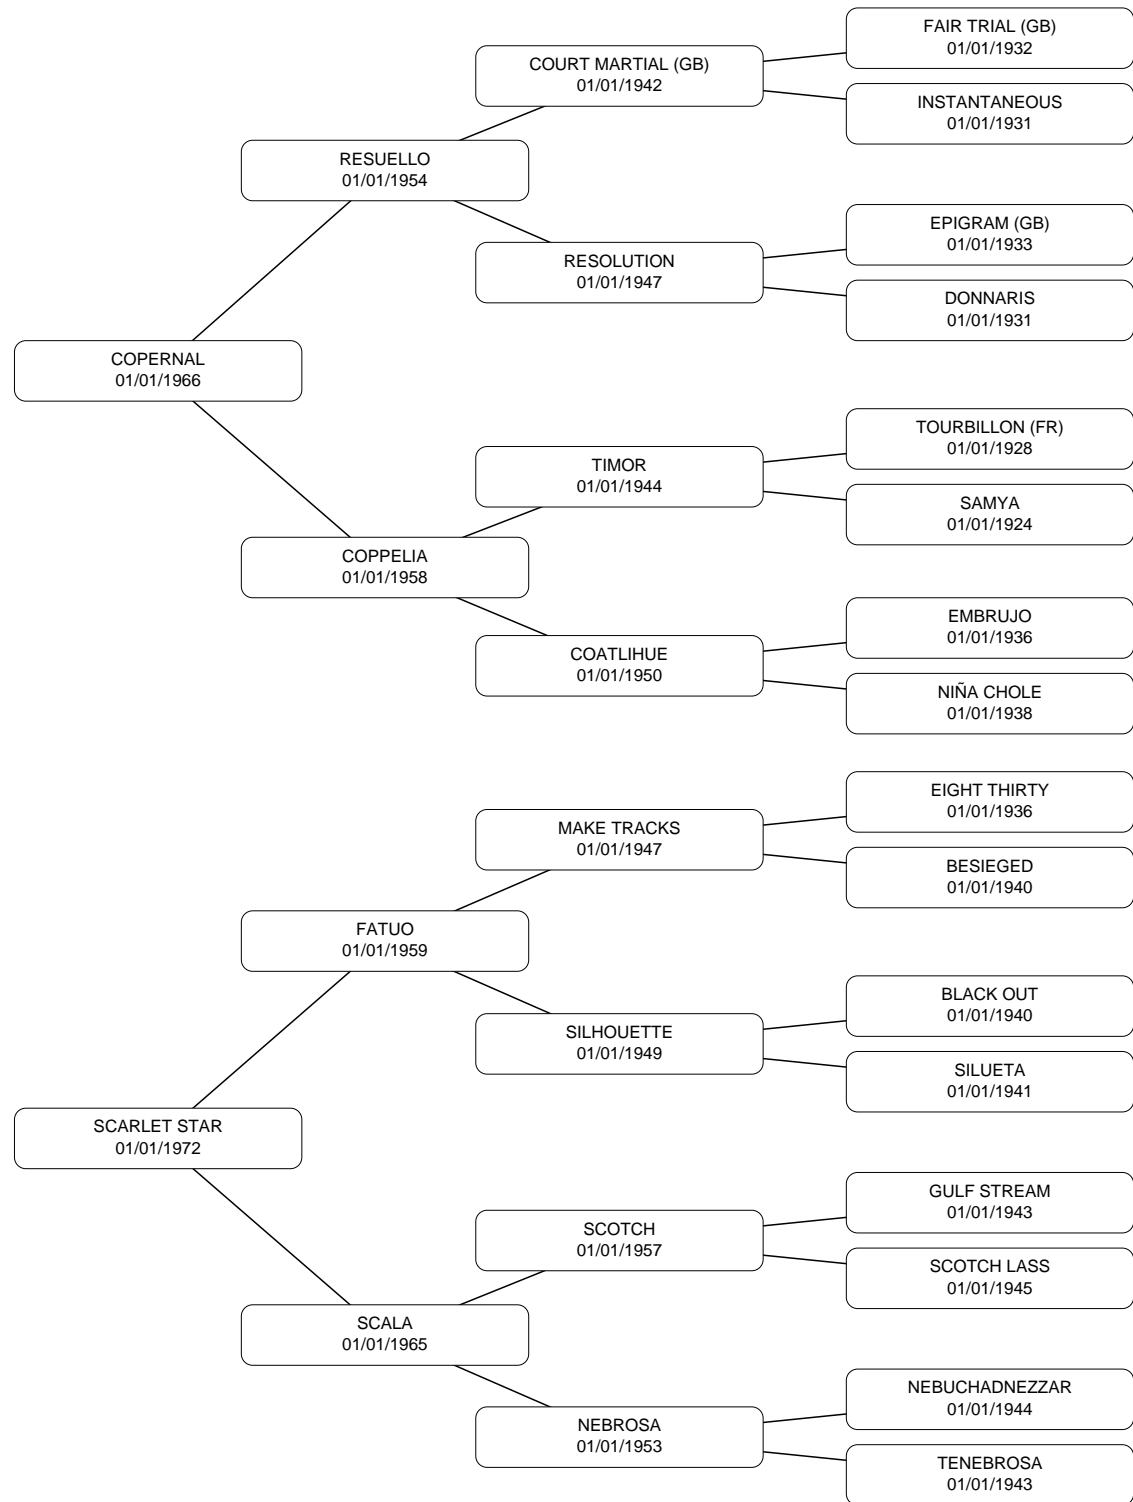 FAIR TRIAL (GB)
01/01/1932
COURT MARTIAL (GB)
01/01/1942
INSTANTANEOUS
01/01/1931
RESUELLO
01/01/1954
EPIGRAM (GB)
01/01/1933
RESOLUTION
01/01/1947
DONNARIS
01/01/1931
COPERNAL
01/01/1966
TOURBILLON (FR)
01/01/1928
TIMOR
01/01/1944
SAMYA
01/01/1924
COPPELIA
01/01/1958
EMBRUJO
01/01/1936
COATLIHUE
01/01/1950
NIÑA CHOLE
01/01/1938
EIGHT THIRTY
01/01/1936
MAKE TRACKS
01/01/1947
BESIEGED
01/01/1940
FATUO
01/01/1959
BLACK OUT
01/01/1940
SILHOUETTE
01/01/1949
SILUETA
01/01/1941
SCARLET STAR
01/01/1972
GULF STREAM
01/01/1943
SCOTCH
01/01/1957
SCOTCH LASS
01/01/1945
SCALA
01/01/1965
NEBUCHADNEZZAR
01/01/1944
NEBROSA
01/01/1953
TENEBROSA
01/01/1943